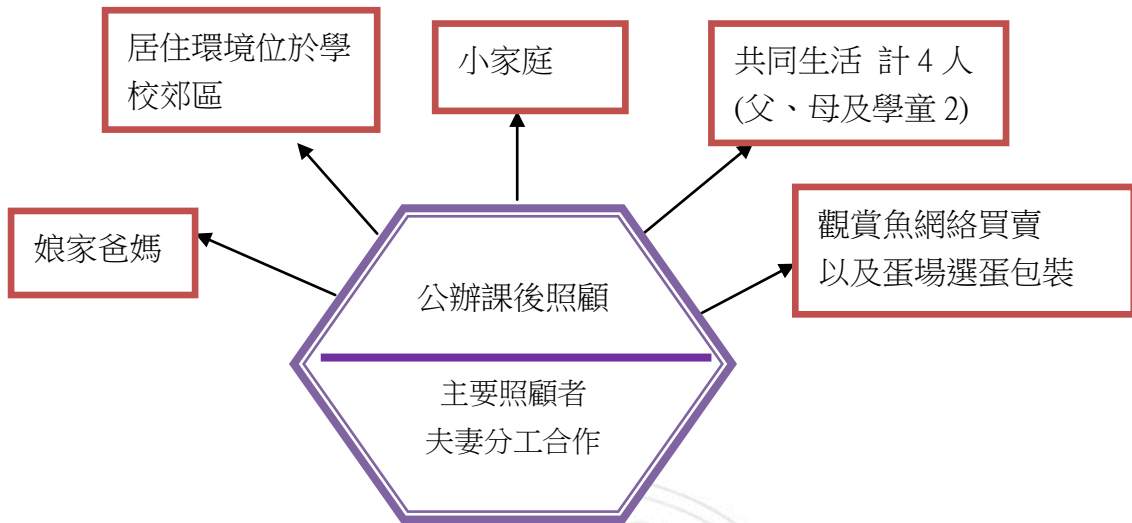 居住環境位於學
校郊區
小家庭
共同生活 計 4 人
(父、母及學童 2)
娘家爸媽
觀賞魚網絡買賣
以及蛋場選蛋包裝
公辦課後照顧
主要照顧者
夫妻分工合作